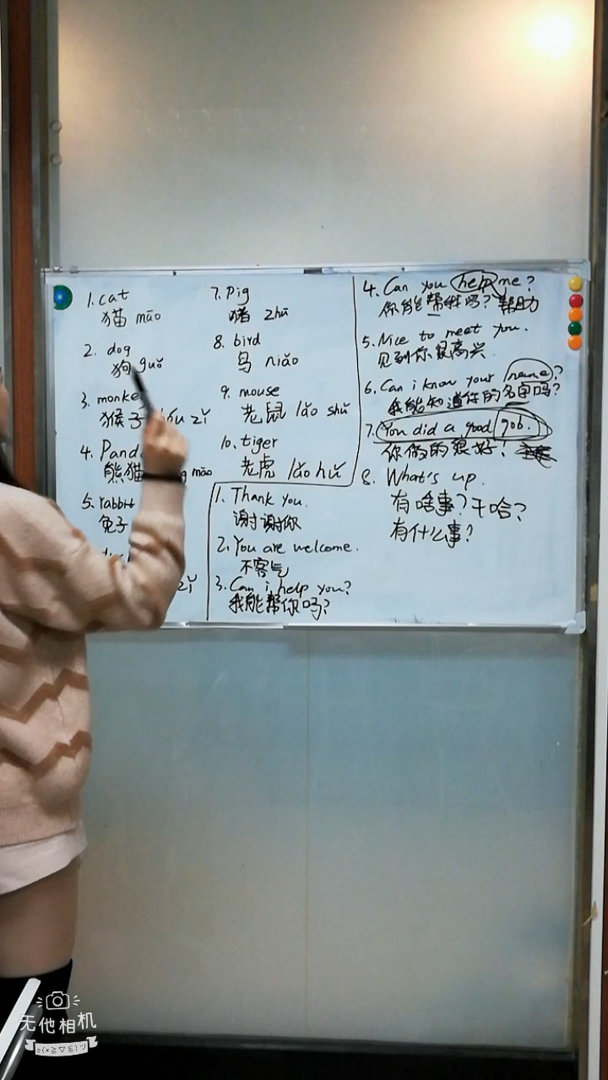 1. cat
猫 māo
2. dog
狗 guǒ
3. monke
猴子 zǐ
4. Panda
熊猫 māo
5. rabbit
兔子
zǐ
7. Pig
猪 zhū
8. bird
鸟 niǎo
9. mouse
老鼠 lǎo shǔ
10. tiger
老虎 lǎo hǔ
1. Thank you.
谢谢你
2. You are welcome.
不客气
3. Can i help you?
我能帮你吗?
4. Can you help me?
你能帮我吗? 帮助
5. Nice to meet you.
见到你很高兴.
6. Can i know your name?
我能知道你的名字吗?
7. You did a good job.
你做的很好!
8. What's up.
有啥事? 干哈?
有什么事?
无他相机